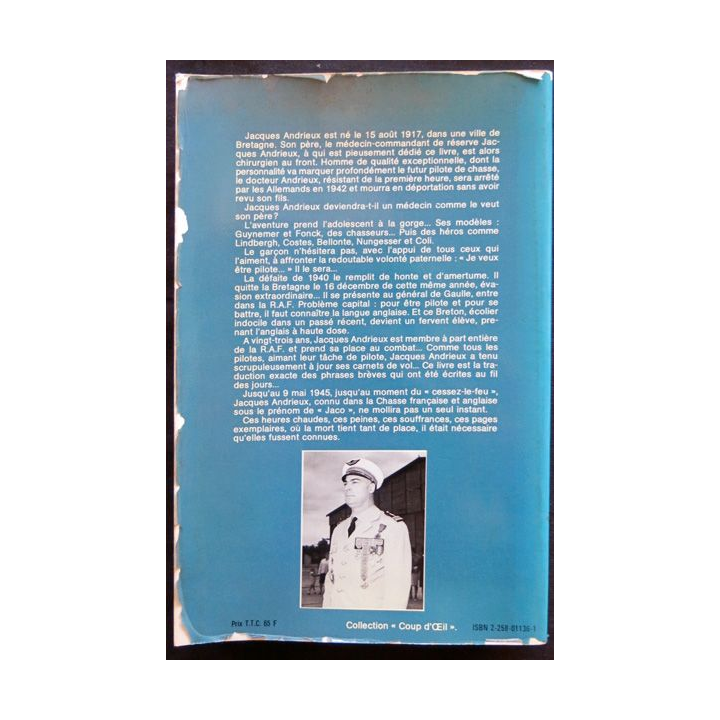 Jacques Andrieux est né le 15 août 1917, dans une ville de
Bretagne. Son père, le médecin-commandant de réserve Jac-
ques Andrieux, à qui est pieusement dédié ce livre, est alors
chirurgien au front. Homme de qualité exceptionnelle, dont la
personnalité va marquer profondément le futur pilote de chasse,
le docteur Andrieux, résistant de la première heure, sera arrêté
par les Allemands en 1942 et mourra en déportation sans avoir
revu son fils.
Jacques Andrieux deviendra-t-il un médecin comme le veut
son père ?
L'aventure prend l'adolescent à la gorge... Ses modèles :
Guynemer et Fonck, des chasseurs... Puis des héros comme
Lindbergh, Costes, Bellonte, Nungesser et Coli.
Le garçon n'hésitera pas, avec l'appui de tous ceux qui
l'aiment, à affronter la redoutable volonté paternelle : « Je veux
être pilote... » Il le sera...
La défaite de 1940 le remplit de honte et d'amertume. Il
quitte la Bretagne le 16 décembre de cette même année, éva-
sion extraordinaire... Il se présente au général de Gaulle, entre
dans la R.A.F. Problème capital : pour être pilote et pour se
battre, il faut connaître la langue anglaise. Et ce Breton, écolier
indocile dans un passé récent, devient un fervent élève, pre-
nant l'anglais à haute dose.
A vingt-trois ans, Jacques Andrieux est membre à part entière
de la R.A.F. et prend sa place au combat... Comme tous les
pilotes, aimant leur tâche de pilote, Jacques Andrieux a tenu
scrupuleusement à jour ses carnets de vol... Ce livre est la tra-
duction exacte des phrases brèves qui ont été écrites au fil
des jours...
Jusqu'au 9 mai 1945, jusqu'au moment du « cessez-le-feu »,
Jacques Andrieux, connu dans la Chasse française et anglaise
sous le prénom de « Jaco », ne mollira pas un seul instant.
Ces heures chaudes, ces peines, ces souffrances, ces pages
exemplaires, où la mort tient tant de place, il était nécessaire
qu'elles fussent connues.
Prix T.T.C. 65 F
Collection « Coup d'Œil ».
ISBN 2-258-01136-1